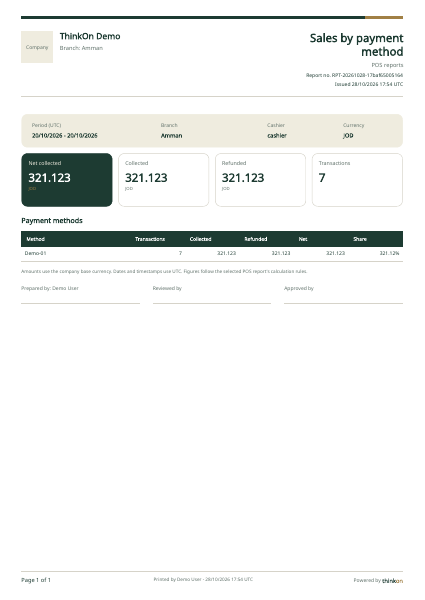 Company
ThinkOn Demo
Branch: Amman
Sales by payment
method
POS reports
Report no. RPT-20261028-17baf65005164
Issued 28/10/2026 17:54 UTC
Period (UTC) Branch Cashier Currency
20/10/2026 - 20/10/2026 Amman cashier JOD
Net collected Collected Refunded Transactions
321.123 321.123 321.123 7
JOD JOD JOD
Payment methods
Method Transactions Collected Refunded Net Share
Demo-01 7 321.123 321.123 321.123 321.12%
Amounts use the company base currency. Dates and timestamps use UTC. Figures follow the selected POS report's calculation rules.
Prepared by: Demo User Reviewed by Approved by
Page 1 of 1 Printed by Demo User · 28/10/2026 17:54 UTC Powered by thinkon